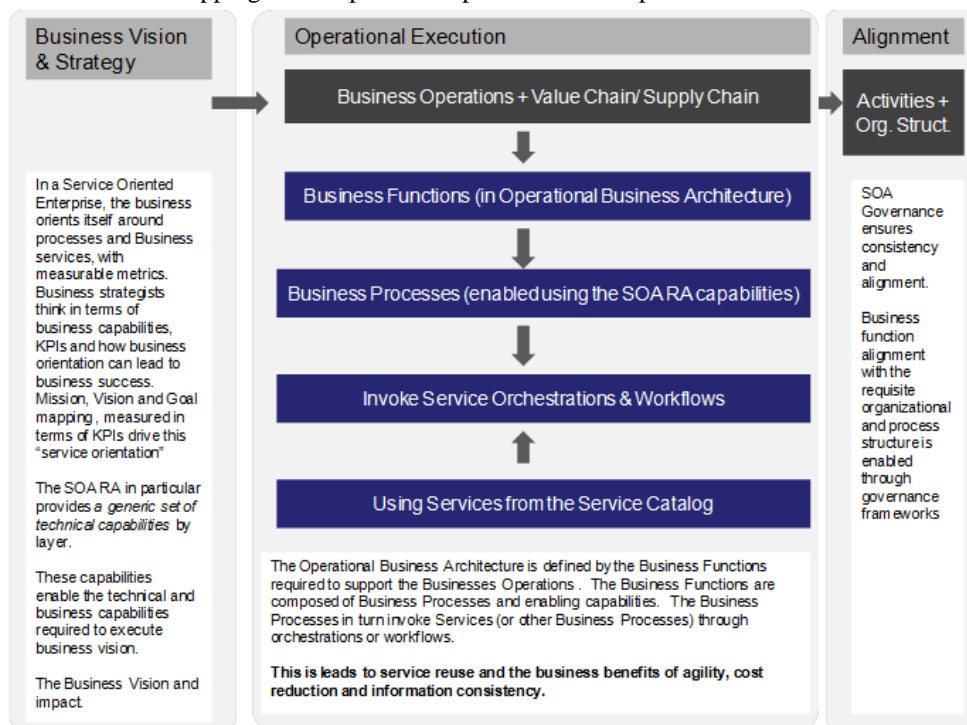 Business Vision
& Strategy
In a Service Oriented
Enterprise, the business
orients itself around
processes and Business
services, with
measurable metrics.
Business strategists
think in terms of
business capabilities,
KPIs and how business
orientation can lead to
business success.
Mission, Vision and Goal
mapping , measured in
terms of KPIs drive this
“service orientation”
The SOA RA in particular
provides a generic set of
technical capabilities by
layer.
These capabilities
enable the technical and
business capabilities
required to execute
business vision.
The Business Vision and
impact.
Operational Execution
Business Operations + Value Chain/ Supply Chain
Business Functions (in Operational Business Architecture)
Business Processes (enabled using the SOA RA capabilities)
Invoke Service Orchestrations & Workflows
Using Services from the Service Catalog
The Operational Business Architecture is defined by the Business Functions
required to support the Businesses Operations . The Business Functions are
composed of Business Processes and enabling capabilities. The Business
Processes in turn invoke Services (or other Business Processes) through
orchestrations or workflows.
This is leads to service reuse and the business benefits of agility, cost
reduction and information consistency.
Alignment
Activities +
Org. Struct.
SOA
Governance
ensures
consistency
and
alignment.
Business
function
alignment
with the
requisite
organizational
and process
structure is
enabled
through
governance
frameworks